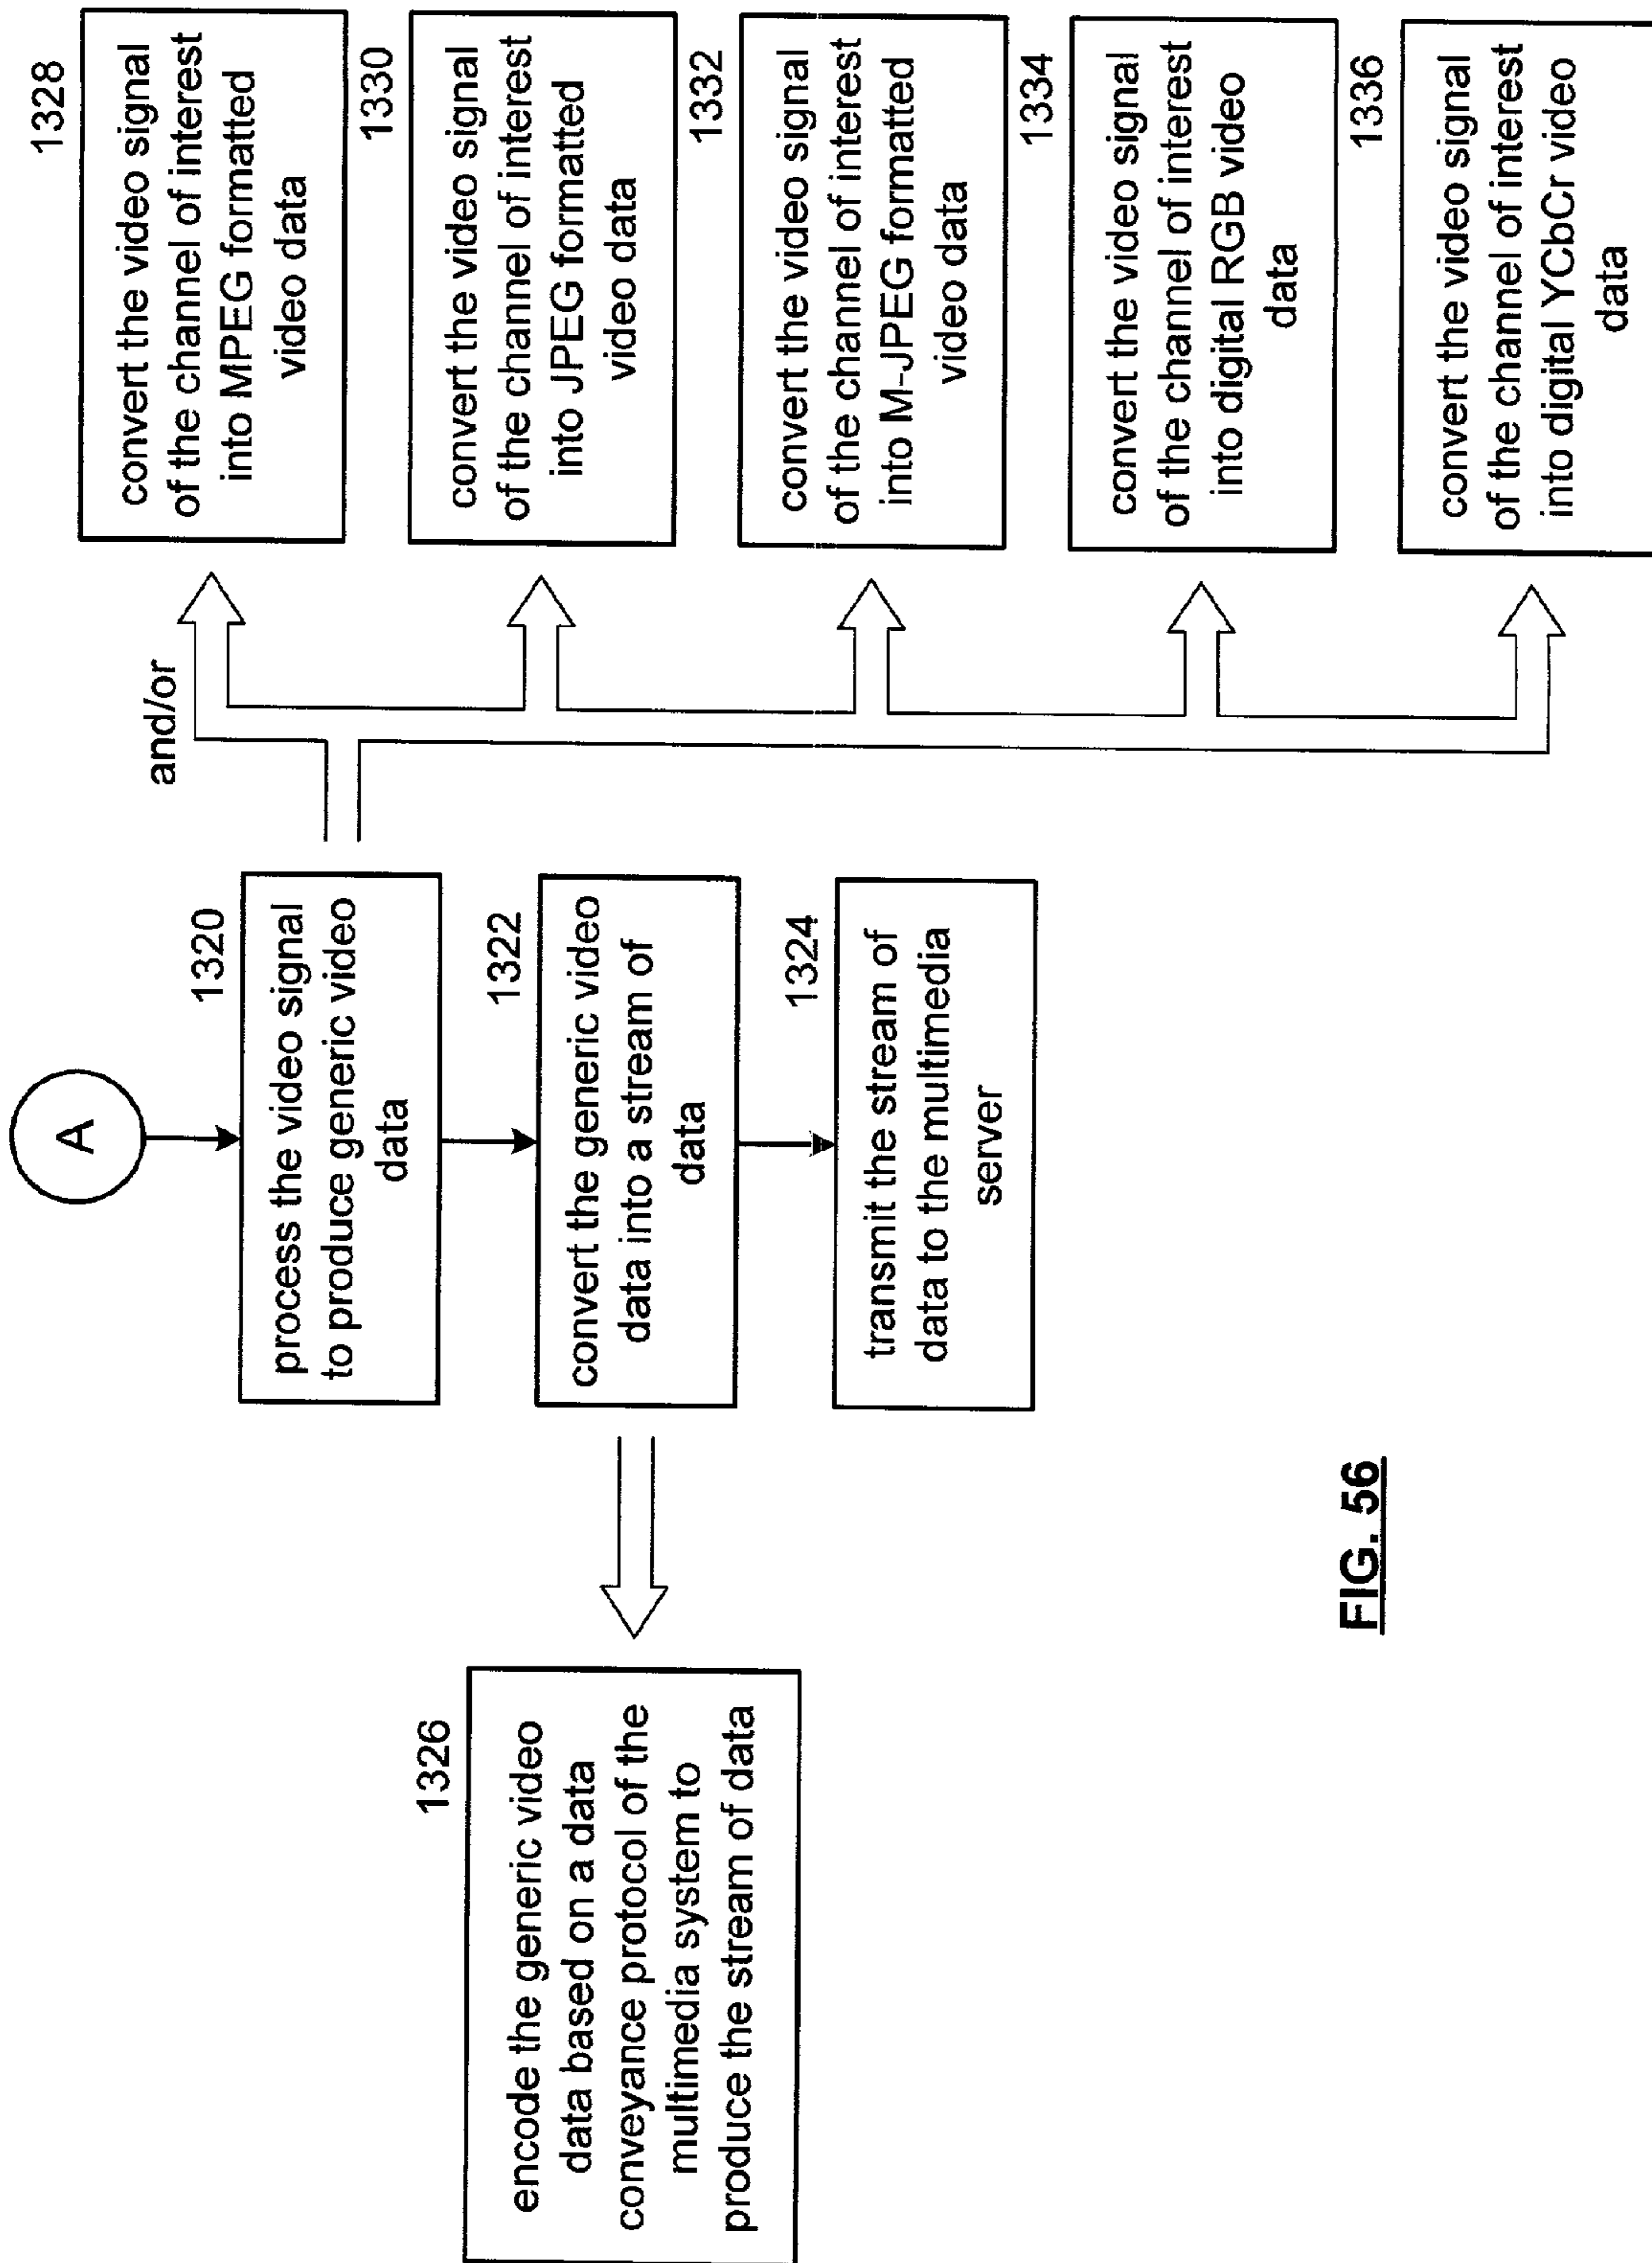 A
1320
process the video signal
to produce generic video
data
1322
convert the generic video
data into a stream of
data
1324
transmit the stream of
data to the multimedia
server
1326
encode the generic video
data based on a data
conveyance protocol of the
multimedia system to
produce the stream of data
and/or
1328
convert the video signal
of the channel of interest
into MPEG formatted
video data
1330
convert the video signal
of the channel of interest
into JPEG formatted
video data
1332
convert the video signal
of the channel of interest
into M-JPEG formatted
video data
1334
convert the video signal
of the channel of interest
into digital RGB video
data
1336
convert the video signal
of the channel of interest
into digital YCbCr video
data
FIG. 56